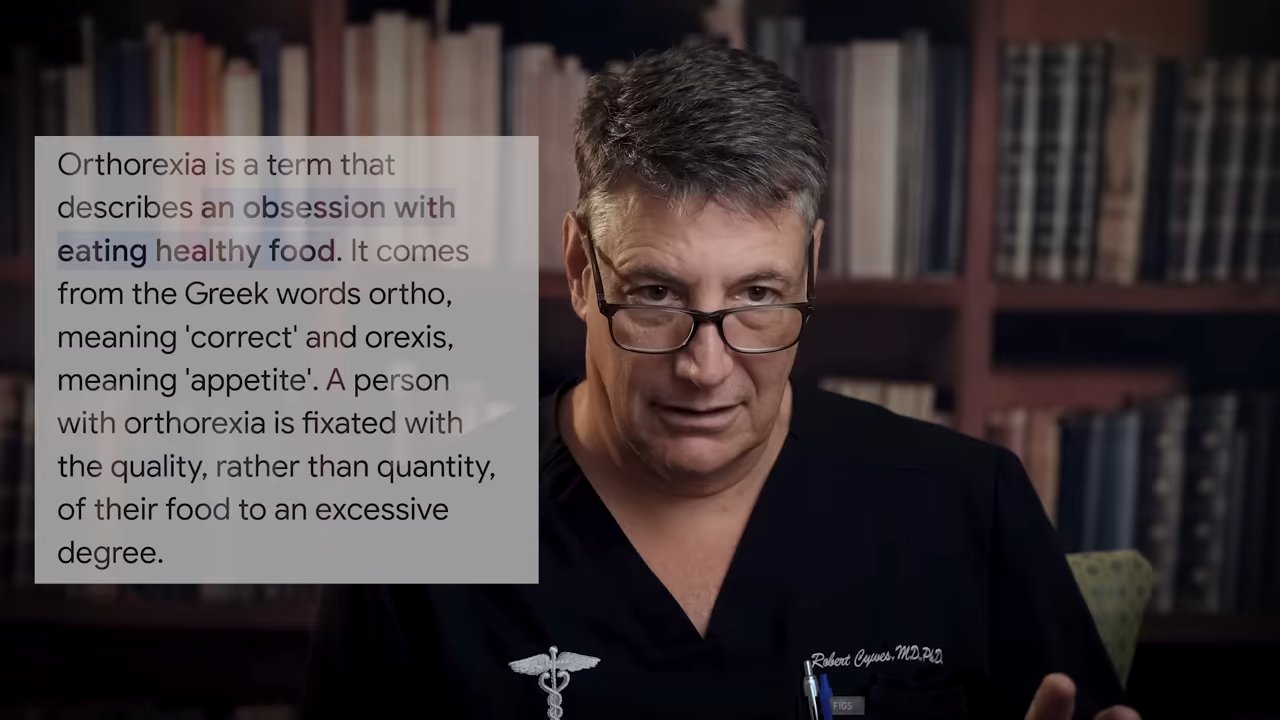 Orthorexia is a term that
describes an obsession with
eating healthy food. It comes
from the Greek words ortho,
meaning 'correct' and orexis,
meaning 'appetite'. A person
with orthorexia is fixated with
the quality, rather than quantity,
of their food to an excessive
degree.
Robert Cywes, MD, PhD.
FIGS